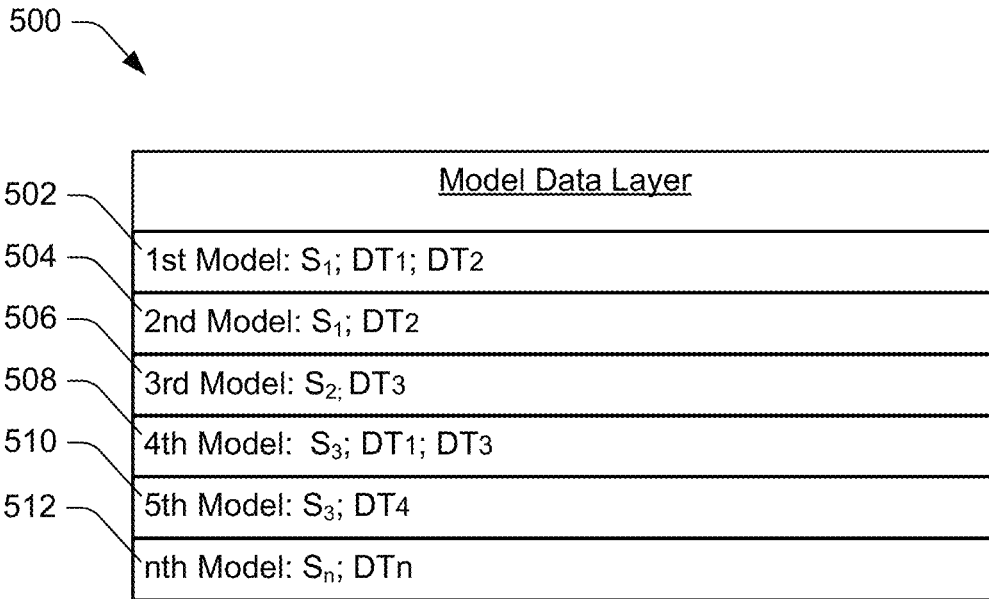 500
Model Data Layer
502
1st Model: S₁; DT1; DT2
504
2nd Model: S₁; DT2
506
3rd Model: S₂; DT3
508
4th Model: S₃; DT1; DT3
510
5th Model: S₃; DT4
512
nth Model: Sₙ; DTn